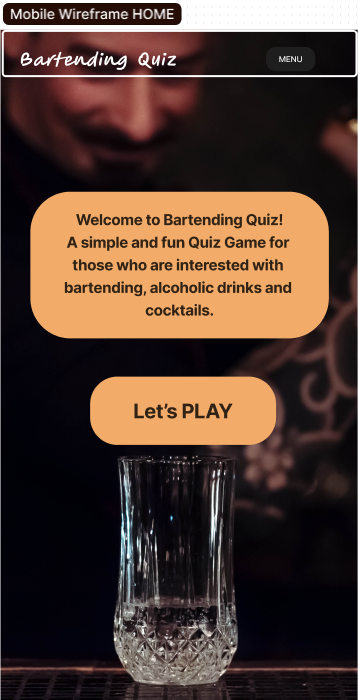 Mobile Wireframe HOME
Bartending Quiz
MENU
Welcome to Bartending Quiz!
A simple and fun Quiz Game for
those who are interested with
bartending, alcoholic drinks and
cocktails.
Let's PLAY